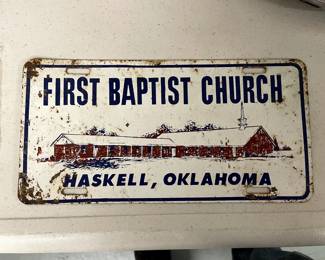 FIRST BAPTIST CHURCH
HASKELL, OKLAHOMA